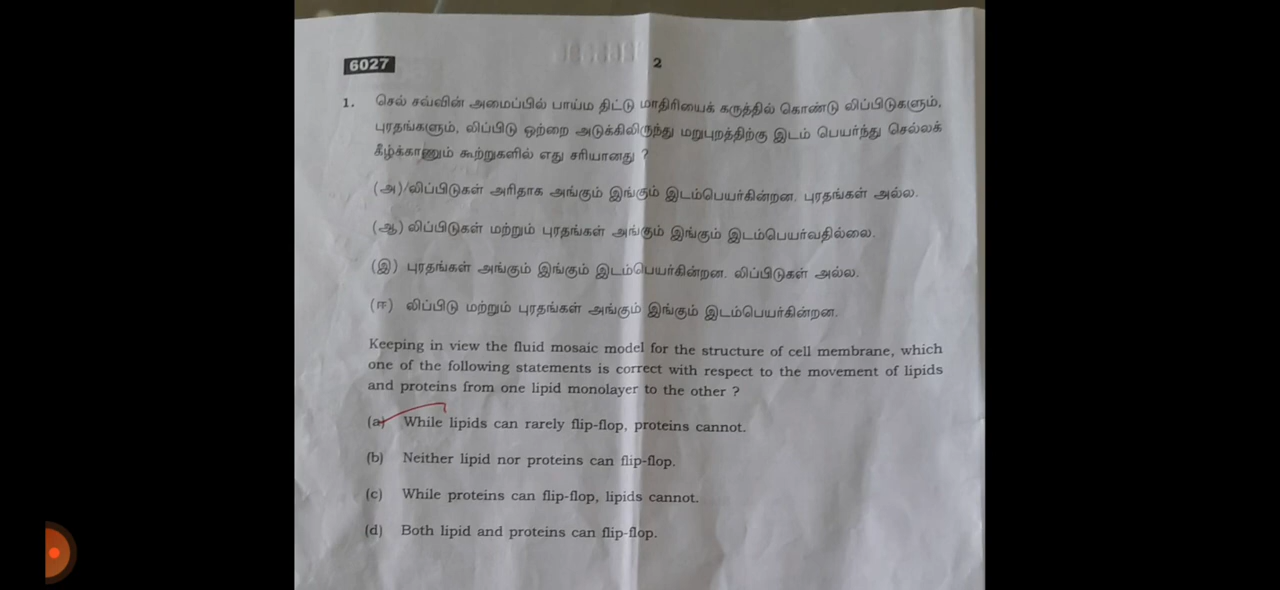 6027
2
1. செல் சவ்வின் அமைப்பில் பாய்ம திட்டு மாதிரியைக் கருத்தில் கொண்டு லிப்பிடுகளும்,
புரதங்களும், லிப்பிடு ஒற்றை அடுக்கிலிருந்து மறுபுறத்திற்கு இடம் பெயர்ந்து செல்லக்
கீழ்க்காணும் கூற்றுகளில் எது சரியானது ?
(அ) லிப்பிடுகள் அரிதாக அங்கும் இங்கும் இடம்பெயர்கின்றன. புரதங்கள் அல்ல.
(ஆ) லிப்பிடுகள் மற்றும் புரதங்கள் அங்கும் இங்கும் இடம்பெயர்வதில்லை.
(இ) புரதங்கள் அங்கும் இங்கும் இடம்பெயர்கின்றன. லிப்பிடுகள் அல்ல.
(ஈ) லிப்பிடு மற்றும் புரதங்கள் அங்கும் இங்கும் இடம்பெயர்கின்றன.
Keeping in view the fluid mosaic model for the structure of cell membrane, which
one of the following statements is correct with respect to the movement of lipids
and proteins from one lipid monolayer to the other ?
(a) While lipids can rarely flip-flop, proteins cannot.
(b) Neither lipid nor proteins can flip-flop.
(c) While proteins can flip-flop, lipids cannot.
(d) Both lipid and proteins can flip-flop.